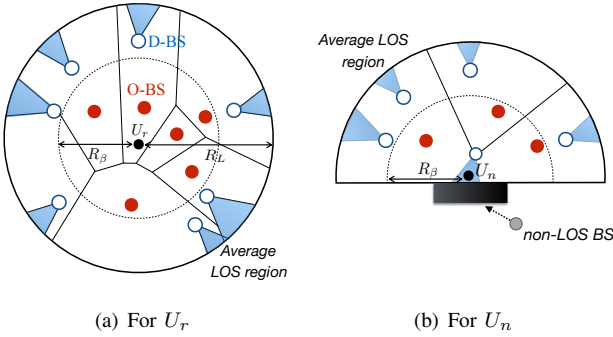 D-BS
O-BS
U_r
R_β
R_L
Average
LOS region
(a) For U_r
Average LOS
region
R_β
U_n
non-LOS BS
(b) For U_n